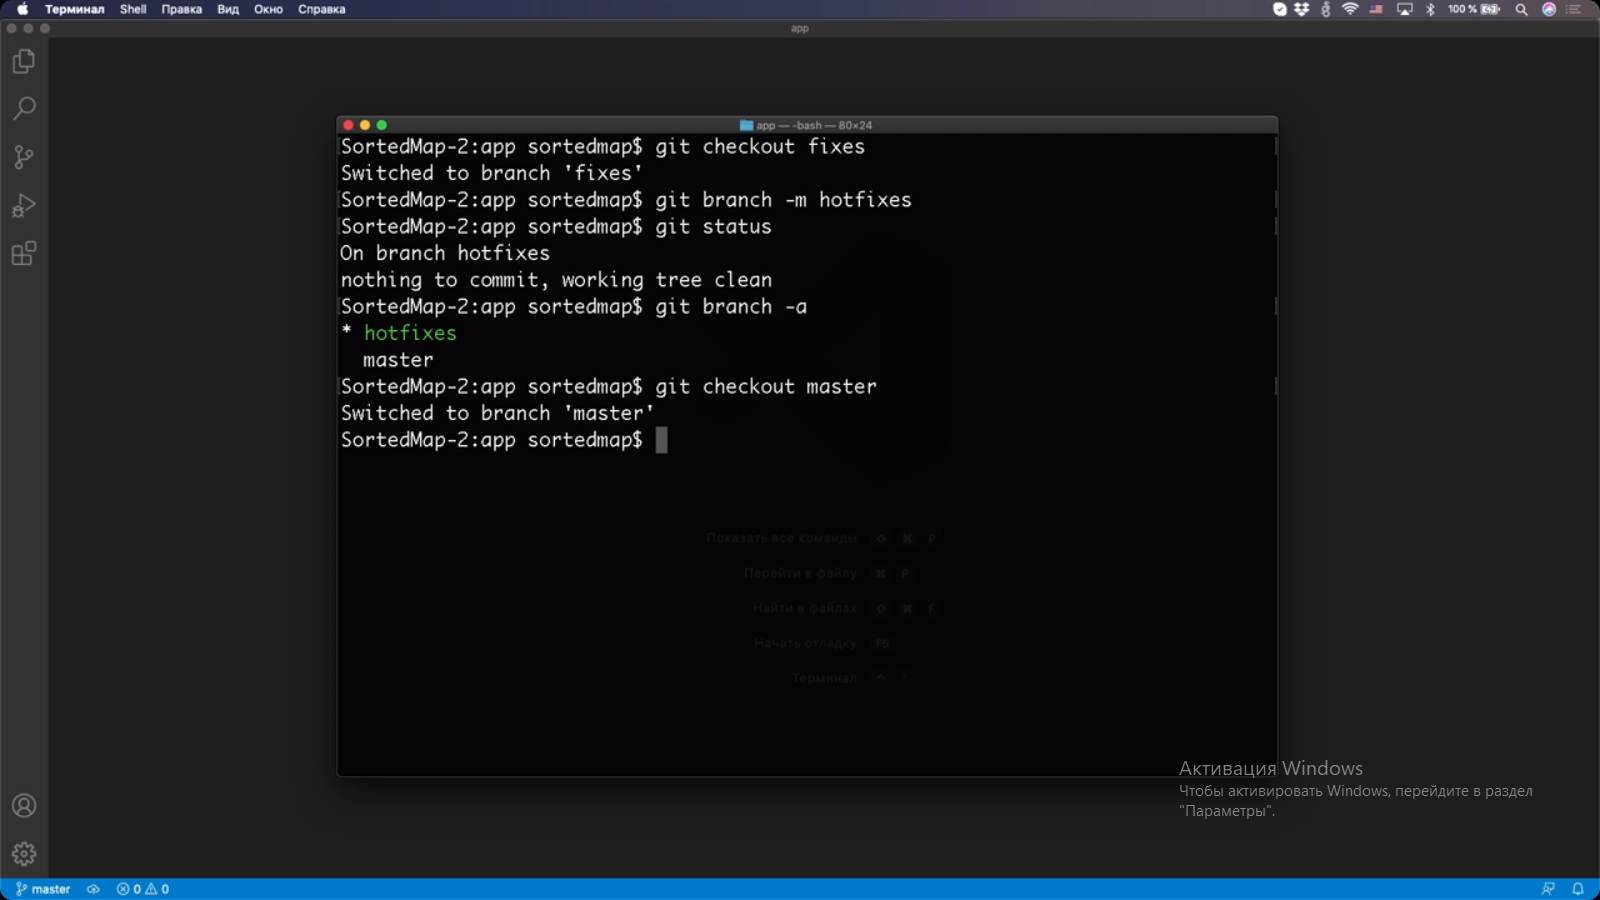 Терминал Shell Правка Вид Окно Справка 100 %
app
app — -bash — 80×24
SortedMap-2:app sortedmap$ git checkout fixes
Switched to branch 'fixes'
SortedMap-2:app sortedmap$ git branch -m hotfixes
SortedMap-2:app sortedmap$ git status
On branch hotfixes
nothing to commit, working tree clean
SortedMap-2:app sortedmap$ git branch -a
* hotfixes
master
SortedMap-2:app sortedmap$ git checkout master
Switched to branch 'master'
SortedMap-2:app sortedmap$
Показать все команды ⇧ ⌘ P
Перейти к файлу ⌘ P
Найти в файлах ⇧ ⌘ F
Начать отладку F5
Терминал ^
Активация Windows
Чтобы активировать Windows, перейдите в раздел
"Параметры".
master 0 0